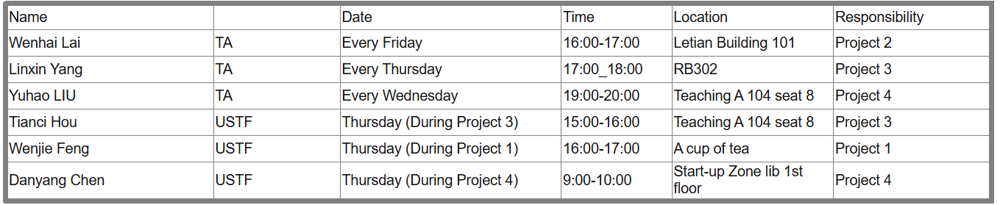 Name Date Time Location Responsibility
Wenhai Lai TA Every Friday 16:00-17:00 Letian Building 101 Project 2
Linxin Yang TA Every Thursday 17:00_18:00 RB302 Project 3
Yuhao LIU TA Every Wednesday 19:00-20:00 Teaching A 104 seat 8 Project 4
Tianci Hou USTF Thursday (During Project 3) 15:00-16:00 Teaching A 104 seat 8 Project 3
Wenjie Feng USTF Thursday (During Project 1) 16:00-17:00 A cup of tea Project 1
Danyang Chen USTF Thursday (During Project 4) 9:00-10:00 Start-up Zone lib 1st
floor Project 4